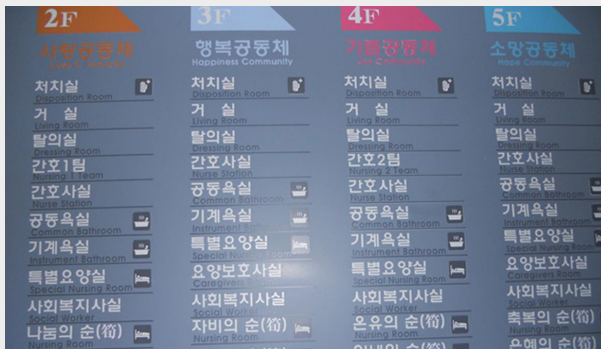 2F
사랑공동체
처치실
Disposition Room
거 실
Living Room
탈의실
Dressing Room
간호1팀
Nursing 1 Team
간호사실
Nurse Station
공동욕실
Common Bathroom
기계욕실
Instrument Bathroom
특별요양실
Special Nursing Room
사회복지사실
Social Worker
나눔의 순(筍)
Nursing Room
3F
행복공동체
Happiness Community
처치실
Disposition Room
거 실
Living Room
탈의실
Dressing Room
간호사실
Nurse Station
공동욕실
Common Bathroom
기계욕실
Instrument
특별요양실
Special Nursing
요양보호사실
Caregivers
사회복지사실
Social Worker
자비의 순(筍)
Nursing Room
4F
기쁨공동체
Joy Community
처치실
Disposition Room
거 실
Living Room
탈의실
Dressing Room
간호2팀
Nursing 2 Team
간호사실
Nurse Station
공동욕실
Common Bathroom
기계욕실
Instrument Bathroom
특별요양실
Special Nursing Room
사회복지사실
Social Worker
온유의 순(筍)
Nursing Room
5F
소망공동체
Hope Community
처치실
Disposition Room
거 실
Living Room
탈의실
Dressing Room
간호사실
Nurse Station
공동욕실
Common Bathroom
기계욕실
Instrument Bathroom
특별요양실
Special Nursing Room
요양보호사실
Caregivers Room
사회복지사실
Social Worker
축복의 순(筍)
Nursing Room
은혜의 순(筍)